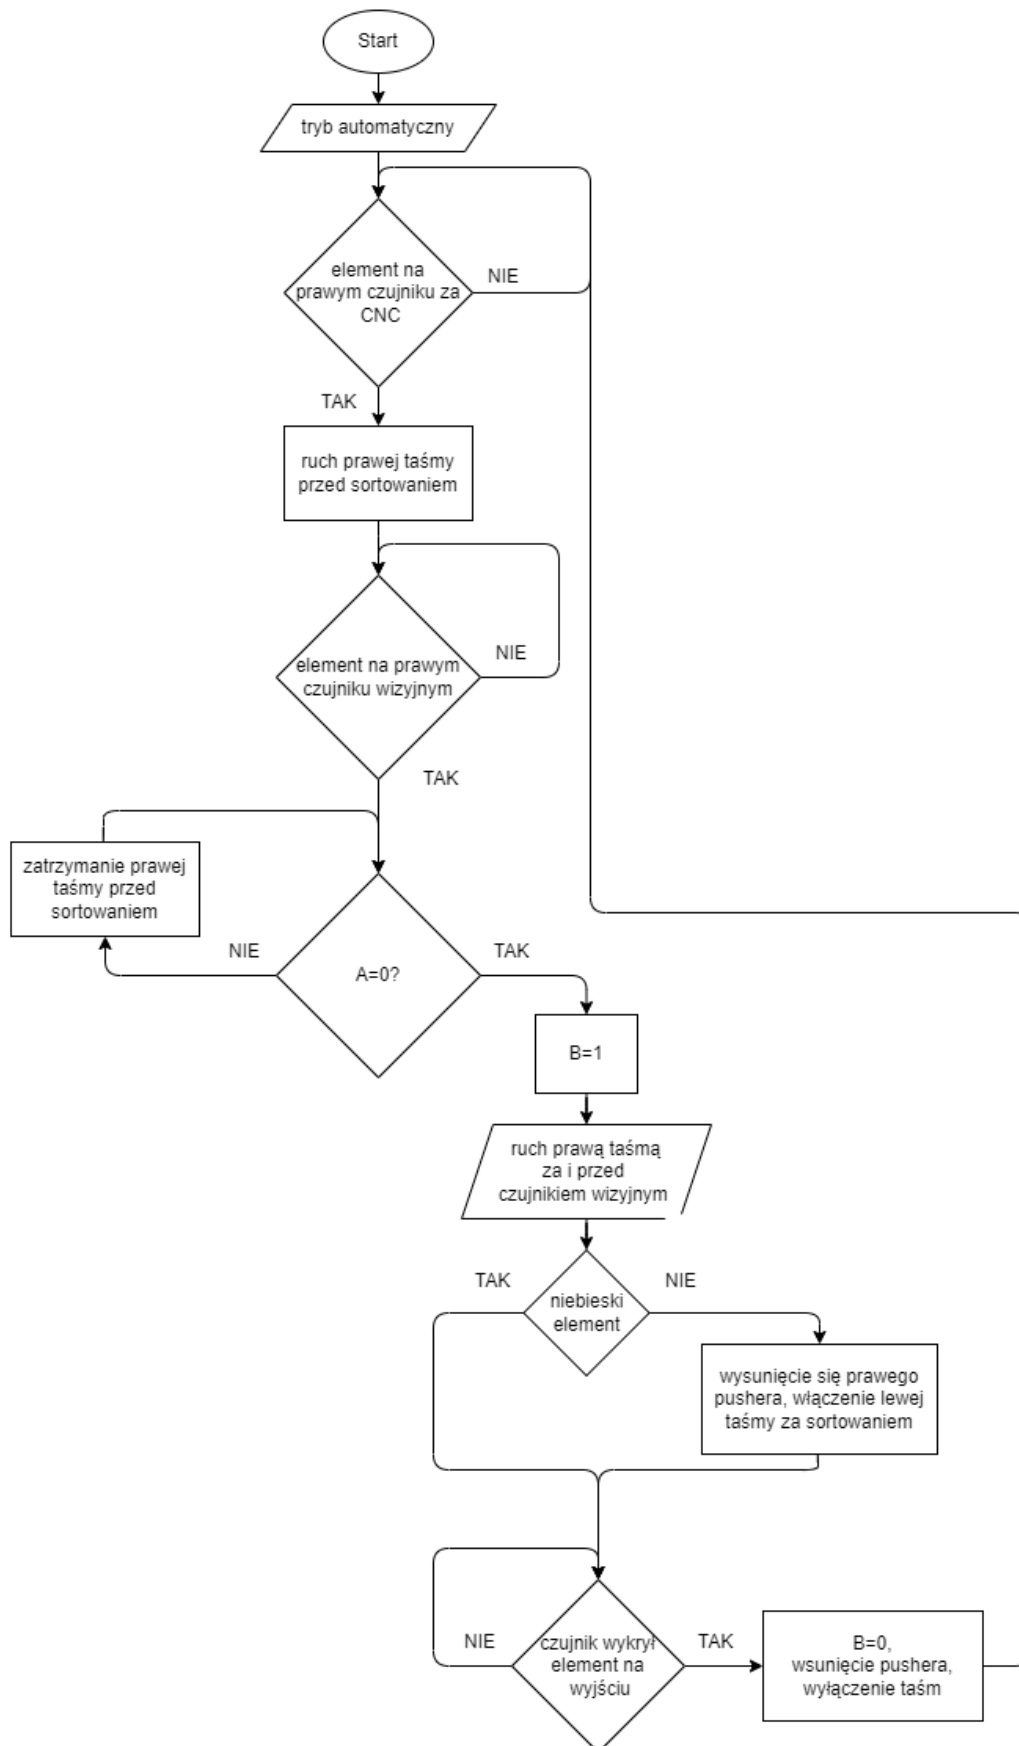 Start
tryb automatyczny
element na
prawym czujniku za
CNC
NIE
TAK
ruch prawej taśmy
przed sortowaniem
element na prawym
czujniku wizyjnym
NIE
TAK
zatrzymanie prawej
taśmy przed
sortowaniem
NIE
A=0?
TAK
B=1
ruch prawą taśmą
za i przed
czujnikiem wizyjnym
TAK
niebieski
element
NIE
wysunięcie się prawego
pushera, włączenie lewej
taśmy za sortowaniem
NIE
czujnik wykrył
element na
wyjściu
TAK
B=0,
wsunięcie pushera,
wyłączenie taśm